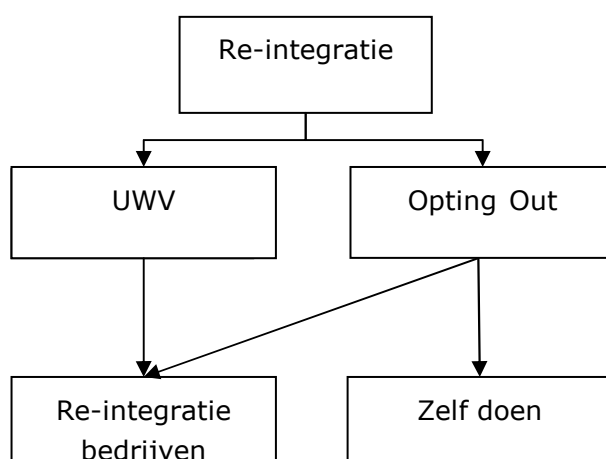 Re-integratie
UWV
Opting Out
Re-integratie
bedrijven
Zelf doen